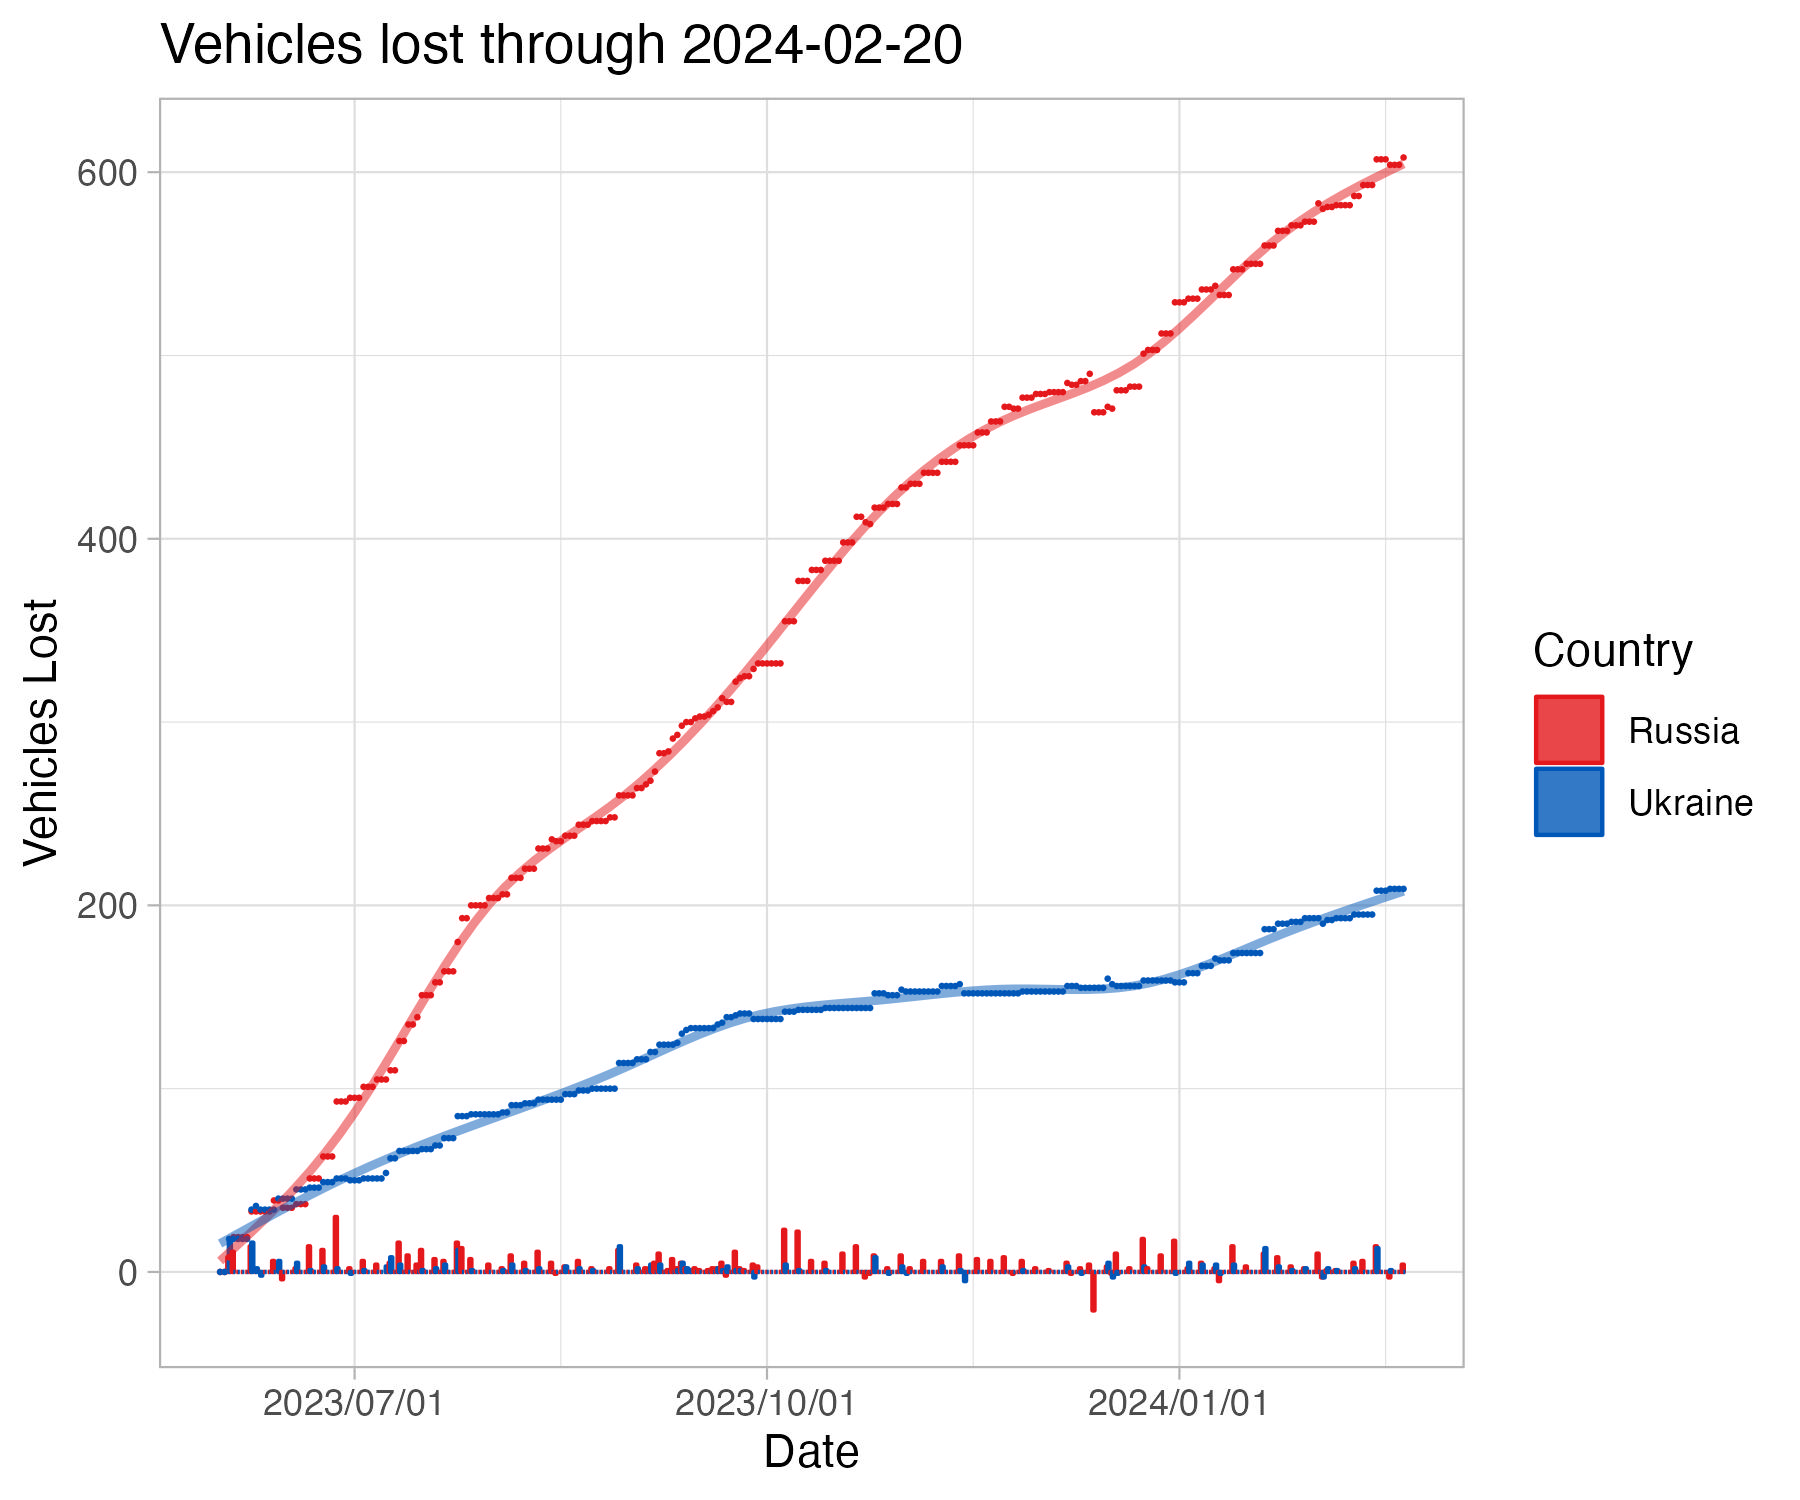 Vehicles lost through 2024-02-20
Vehicles Lost
600
400
200
0
2023/07/01
2023/10/01
2024/01/01
Date
Country
Russia
Ukraine